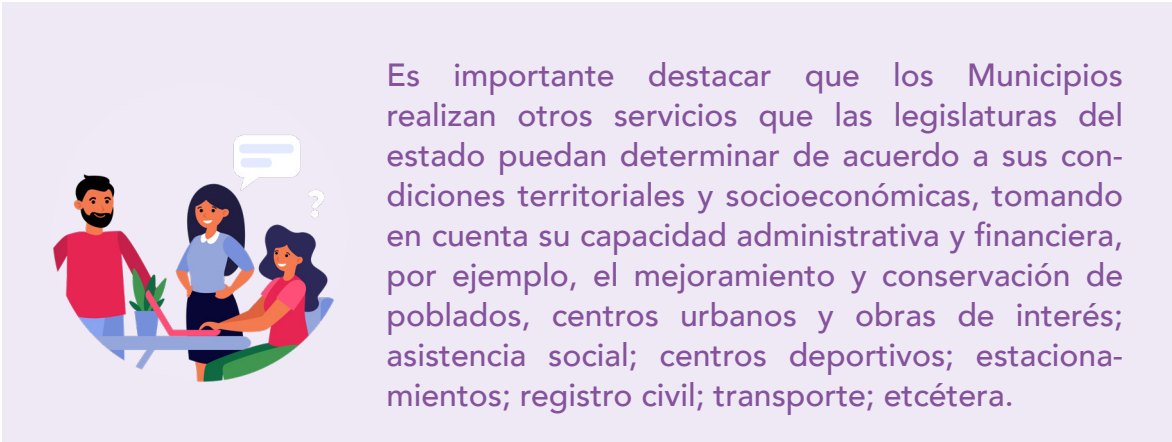 Es importante destacar que los Municipios
realizan otros servicios que las legislaturas del
estado puedan determinar de acuerdo a sus con-
diciones territoriales y socioeconómicas, tomando
en cuenta su capacidad administrativa y financiera,
por ejemplo, el mejoramiento y conservación de
poblados, centros urbanos y obras de interés;
asistencia social; centros deportivos; estaciona-
mientos; registro civil; transporte; etcétera.
?